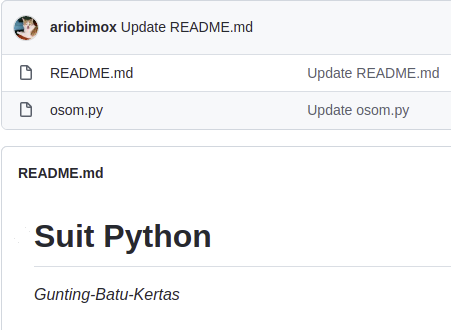 ariobimox Update README.md
README.md Update README.md
osom.py Update osom.py
README.md
Suit Python
Gunting-Batu-Kertas